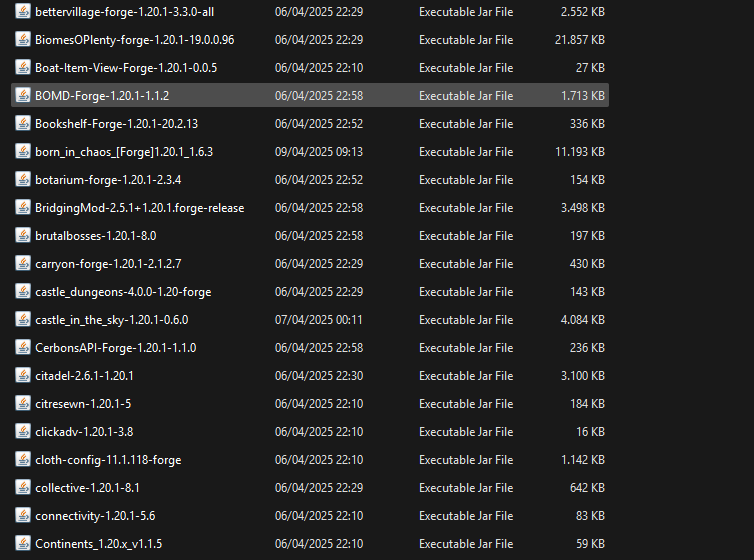 bettervillage-forge-1.20.1-3.3.0-all 06/04/2025 22:29 Executable Jar File 2.552 KB
BiomesOPlenty-forge-1.20.1-19.0.0.96 06/04/2025 22:29 Executable Jar File 21.857 KB
Boat-Item-View-Forge-1.20.1-0.0.5 06/04/2025 22:10 Executable Jar File 27 KB
BOMD-Forge-1.20.1-1.1.2 06/04/2025 22:58 Executable Jar File 1.713 KB
Bookshelf-Forge-1.20.1-20.2.13 06/04/2025 22:52 Executable Jar File 336 KB
born_in_chaos_[Forge]1.20.1_1.6.3 09/04/2025 09:13 Executable Jar File 11.193 KB
botarium-forge-1.20.1-2.3.4 06/04/2025 22:52 Executable Jar File 154 KB
BridgingMod-2.5.1+1.20.1.forge-release 06/04/2025 22:58 Executable Jar File 3.498 KB
brutalbosses-1.20.1-8.0 06/04/2025 22:58 Executable Jar File 197 KB
carryon-forge-1.20.1-2.1.2.7 06/04/2025 22:29 Executable Jar File 430 KB
castle_dungeons-4.0.0-1.20-forge 06/04/2025 22:29 Executable Jar File 143 KB
castle_in_the_sky-1.20.1-0.6.0 07/04/2025 00:11 Executable Jar File 4.084 KB
CerbonsAPI-Forge-1.20.1-1.1.0 06/04/2025 22:58 Executable Jar File 236 KB
citadel-2.6.1-1.20.1 06/04/2025 22:30 Executable Jar File 3.100 KB
citresewn-1.20.1-5 06/04/2025 22:10 Executable Jar File 184 KB
clickadv-1.20.1-3.8 06/04/2025 22:10 Executable Jar File 16 KB
cloth-config-11.1.118-forge 06/04/2025 22:10 Executable Jar File 1.142 KB
collective-1.20.1-8.1 06/04/2025 22:29 Executable Jar File 642 KB
connectivity-1.20.1-5.6 06/04/2025 22:10 Executable Jar File 83 KB
Continents_1.20.x_v1.1.5 06/04/2025 22:10 Executable Jar File 59 KB